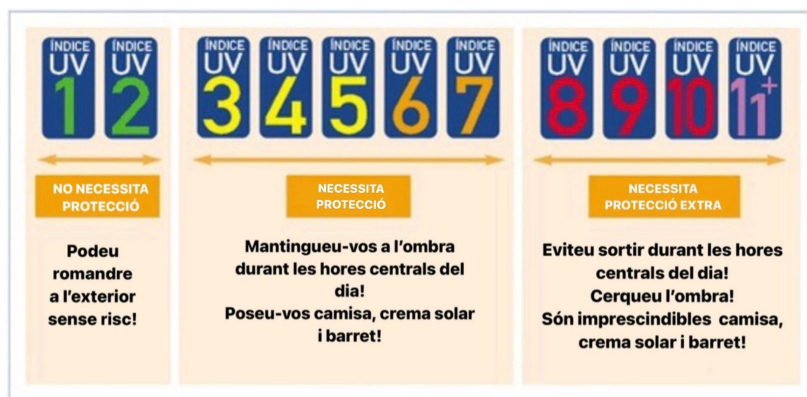 ÍNDICE
UV
1
ÍNDICE
UV
2
NO NECESSITA
PROTECCIÓ
Podeu
romandre
a l'exterior
sense risc!
ÍNDICE
UV
3
ÍNDICE
UV
4
ÍNDICE
UV
5
ÍNDICE
UV
6
ÍNDICE
UV
7
NECESSITA
PROTECCIÓ
Mantingueu-vos a l'ombra
durant les hores centrals del
dia!
Poseu-vos camisa, crema solar
i barret!
ÍNDICE
UV
8
ÍNDICE
UV
9
ÍNDICE
UV
10
ÍNDICE
UV
11+
NECESSITA
PROTECCIÓ EXTRA
Eviteu sortir durant les hores
centrals del dia!
Cerqueu l'ombra!
Són imprescindibles camisa,
crema solar i barret!